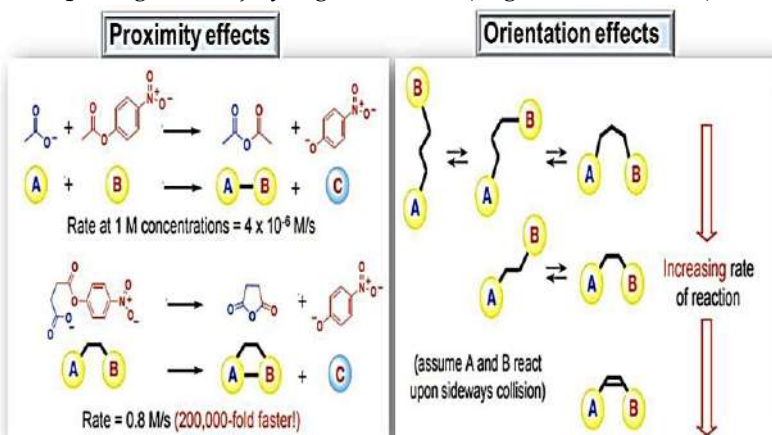 Proximity effects
O
O⁻
+
O
O
N⁺
O
O⁻
O
O
O
+
⁻O
N⁺
O
O⁻
A + B A B + C
Rate at 1 M concentrations = 4 x 10⁻⁶ M/s
O
O
O
O⁻
N⁺
O
O⁻
O
O
O
+
⁻O
N⁺
O
O⁻
A B A B + C
Rate = 0.8 M/s (200,000-fold faster!)
Orientation effects
B
A
B
A
A B
B
A
A B
Increasing rate
of reaction
(assume A and B react
upon sideways collision)
A B